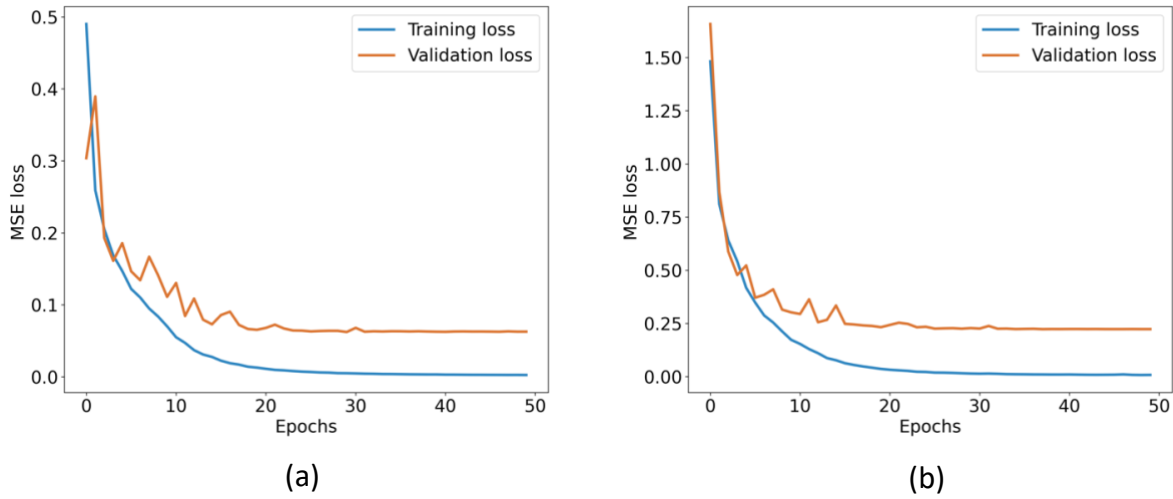 0.5
0.4
0.3
0.2
0.1
0.0
MSE loss
Training loss
Validation loss
0 10 20 30 40 50
Epochs
(a)
1.50
1.25
1.00
0.75
0.50
0.25
0.00
MSE loss
Training loss
Validation loss
0 10 20 30 40 50
Epochs
(b)